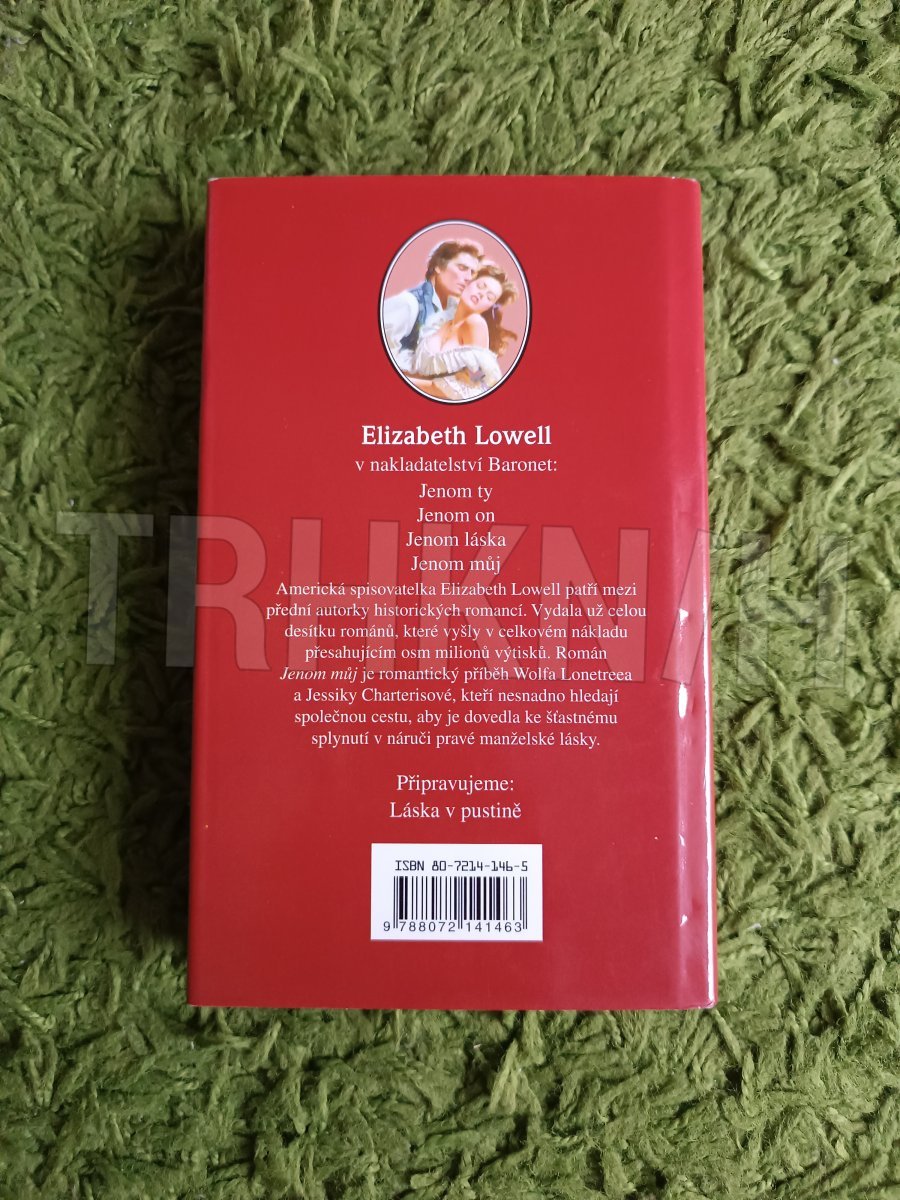 Elizabeth Lowell
v nakladatelství Baronet:
Jenom ty
Jenom on
Jenom láska
Jenom můj
Americká spisovatelka Elizabeth Lowell patří mezi
přední autorky historických romancí. Vydala už celou
desítku románů, které vyšly v celkovém nákladu
přesahujícím osm milionů výtisků. Román
Jenom můj je romantický příběh Wolfa Lonetreea
a Jessiky Charterisové, kteří nesnadno hledají
společnou cestu, aby je dovedla ke šťastnému
splynutí v náruči pravé manželské lásky.
Připravujeme:
Láska v pustině
ISBN 80-7214-146-5
9 788072 141463